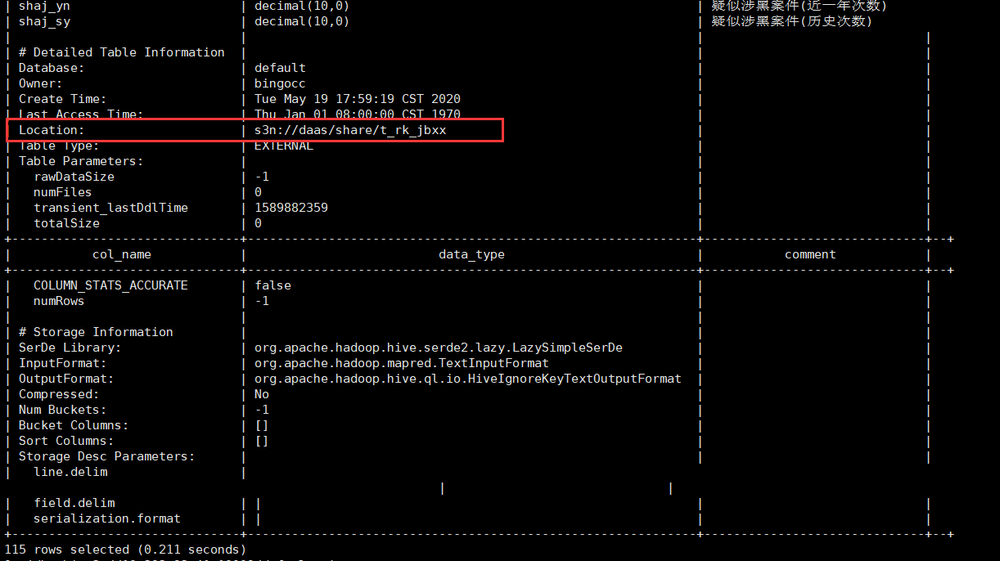 | shaj_yn | decimal(10,0) | 疑似涉黑案件(近一年次数)
| shaj_sy | decimal(10,0) | 疑似涉黑案件(历史次数)
| | | |
| # Detailed Table Information | | |
| Database: | default | |
| Owner: | bingocc | |
| Create Time: | Tue May 19 17:59:19 CST 2020 | |
| Last Access Time: | Thu Jan 01 08:00:00 CST 1970 | |
| Location: | s3n://daas/share/t_rk_jbxx | |
| Table Type: | EXTERNAL | |
| Table Parameters: | | |
| rawDataSize | -1 | |
| numFiles | 0 | |
| transient_lastDdlTime | 1589882359 | |
| totalSize | 0 | |
+--------------------------------+--------------------------------------------------------------+------------------------------+--+
| col_name | data_type | comment |
+--------------------------------+--------------------------------------------------------------+------------------------------+--+
| COLUMN_STATS_ACCURATE | false | |
| numRows | -1 | |
| | | |
| # Storage Information | | |
| SerDe Library: | org.apache.hadoop.hive.serde2.lazy.LazySimpleSerDe | |
| InputFormat: | org.apache.hadoop.mapred.TextInputFormat | |
| OutputFormat: | org.apache.hadoop.hive.ql.io.HiveIgnoreKeyTextOutputFormat | |
| Compressed: | No | |
| Num Buckets: | -1 | |
| Bucket Columns: | [] | |
| Sort Columns: | [] | |
| Storage Desc Parameters: | | |
| line.delim |
| |
| field.delim | | | |
| serialization.format | | | |
+--------------------------------+--------------------------------------------------------------+------------------------------+--+
115 rows selected (0.211 seconds)